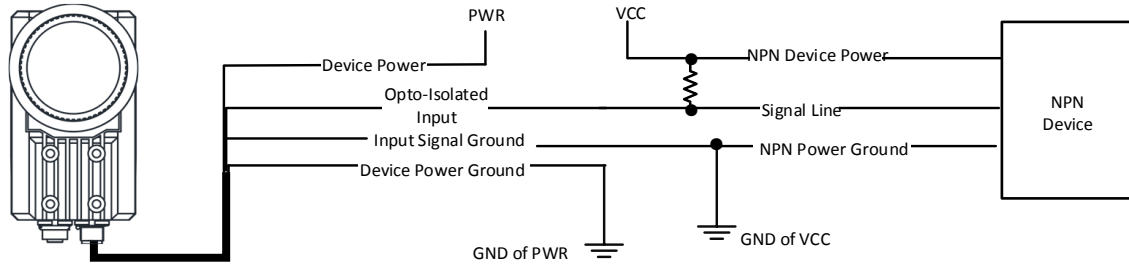 PWR
VCC
Device Power
NPN Device Power
Opto-Isolated
Input
Signal Line
NPN
Device
Input Signal Ground
NPN Power Ground
Device Power Ground
GND of PWR
GND of VCC